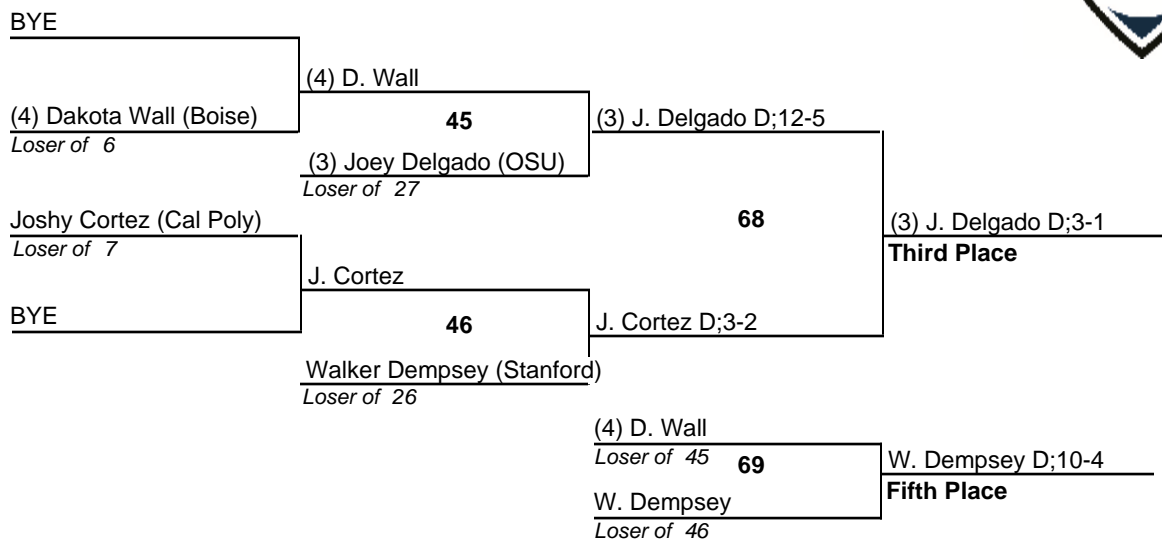 BYE
(4) D. Wall
(4) Dakota Wall (Boise)
45
(3) J. Delgado D;12-5
Loser of 6
(3) Joey Delgado (OSU)
Loser of 27
Joshy Cortez (Cal Poly)
68
(3) J. Delgado D;3-1
Loser of 7
Third Place
J. Cortez
BYE
46
J. Cortez D;3-2
Walker Dempsey (Stanford)
Loser of 26
(4) D. Wall
Loser of 45
69
W. Dempsey D;10-4
Fifth Place
W. Dempsey
Loser of 46